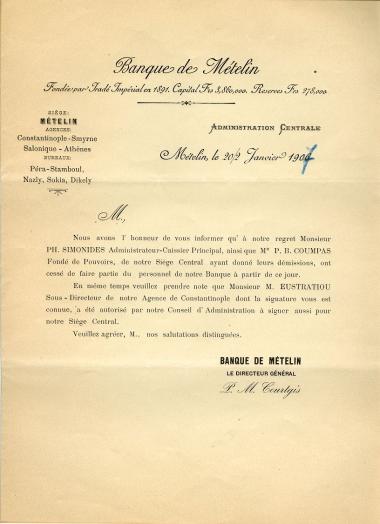 Banque de Mételin
Fondée par Iradé Impérial en 1891. Capital Frs 3,860,000. Reserves Frs 278,000
SIÈGE:
MÉTELIN
AGENCES:
Constantinople - Smyrne
Salonique - Athènes
BUREAUX:
Péra-Stamboul,
Nazly, Sokia, Dikely
ADMINISTRATION CENTRALE
Mételin, le 20/2 Janvier 1907
M.,
Nous avons l' honneur de vous informer qu' à notre regret Monsieur
PH. SIMONIDES Administrateur-Caissier Principal, ainsi que Mr P. B. COUMPAS
Fondé de Pouvoirs, de notre Siège Central ayant donné leurs démissions, ont
cessé de faire partie du personnel de notre Banque à partir de ce jour.
En même temps veuillez prendre note que Monsieur M. EUSTRATIOU
Sous - Directeur de notre Agence de Constantinople dont la signature vous est
connue, a été autorisé par notre Conseil d' Administration à signer aussi pour
notre Siège Central.
Veuillez agréer, M., nos salutations distinguées.
BANQUE DE MÉTELIN
LE DIRECTEUR GÉNÉRAL
P. M. Courtgis